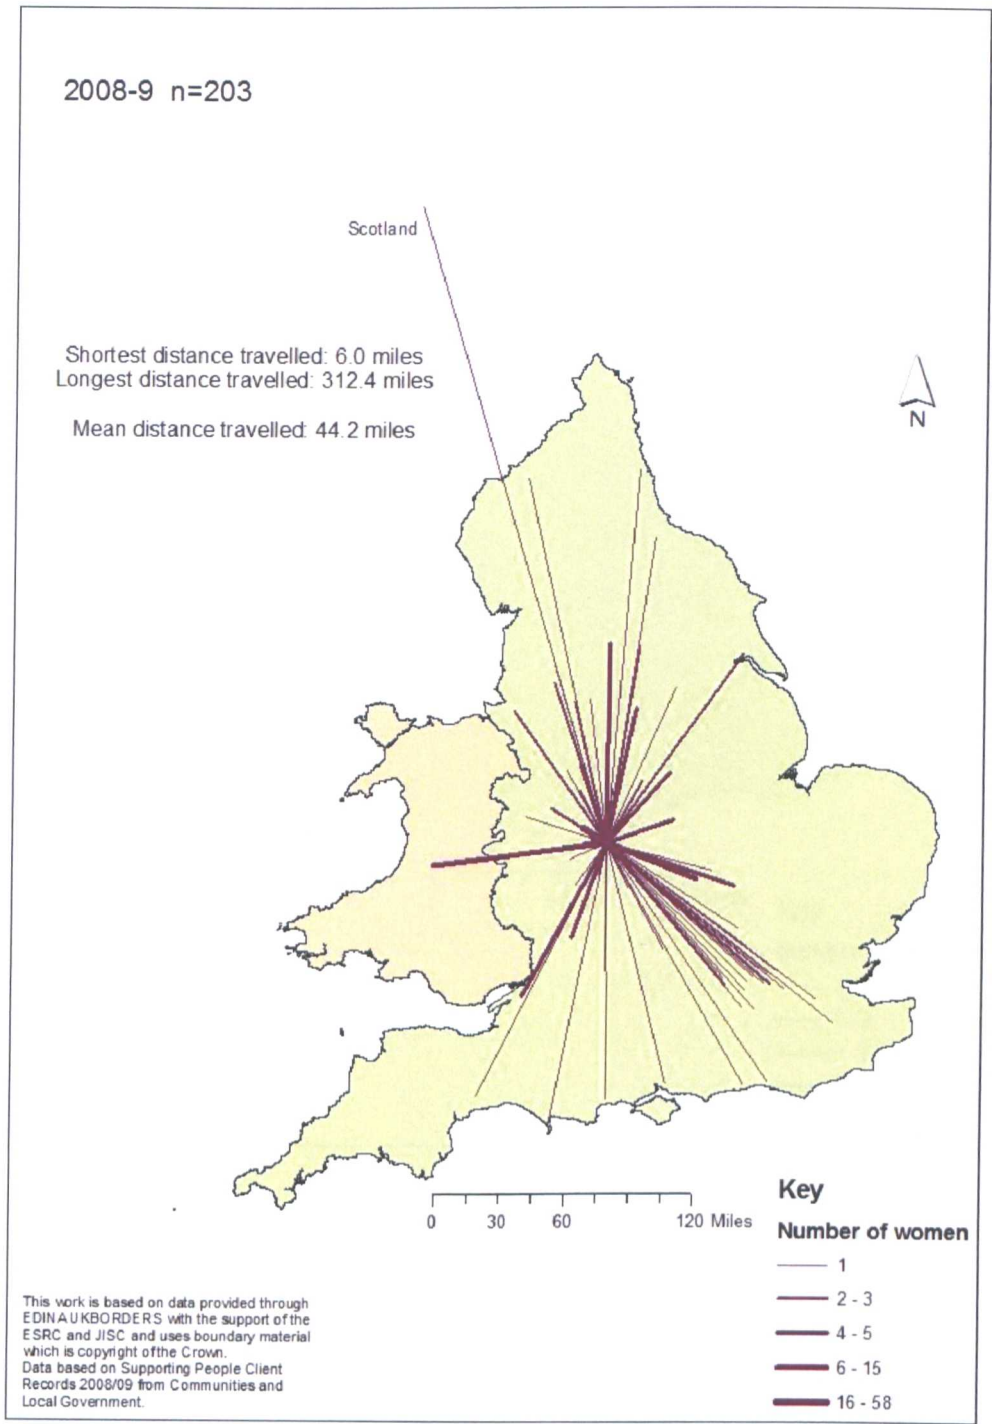 2008-9 n=203
Scotland
Shortest distance travelled: 6.0 miles
Longest distance travelled: 312.4 miles
Mean distance travelled: 44.2 miles
N
0 30 60 120 Miles
Key
Number of women
1
2 - 3
4 - 5
6 - 15
16 - 58
This work is based on data provided through
EDINA UKBORDERS with the support of the
ESRC and JISC and uses boundary material
which is copyright of the Crown.
Data based on Supporting People Client
Records 2008/09 from Communities and
Local Government.